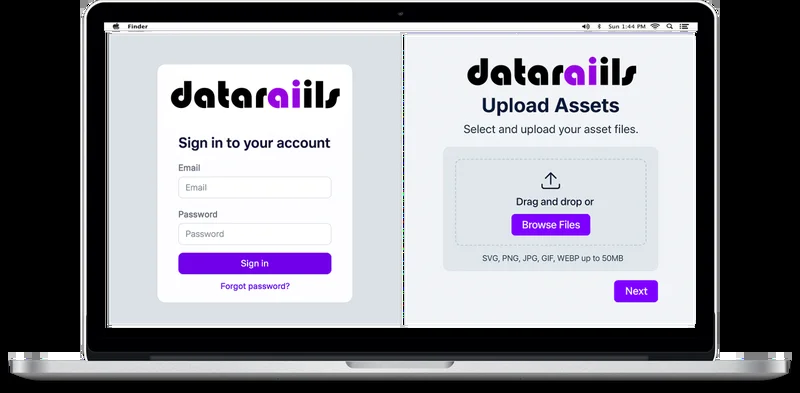 Finder
Sun 1:44 PM
dataraiils
Sign in to your account
Email
Email
Password
Password
Sign in
Forgot password?
dataraiils
Upload Assets
Select and upload your asset files.
Drag and drop or
Browse Files
SVG, PNG, JPG, GIF, WEBP up to 50MB
Next